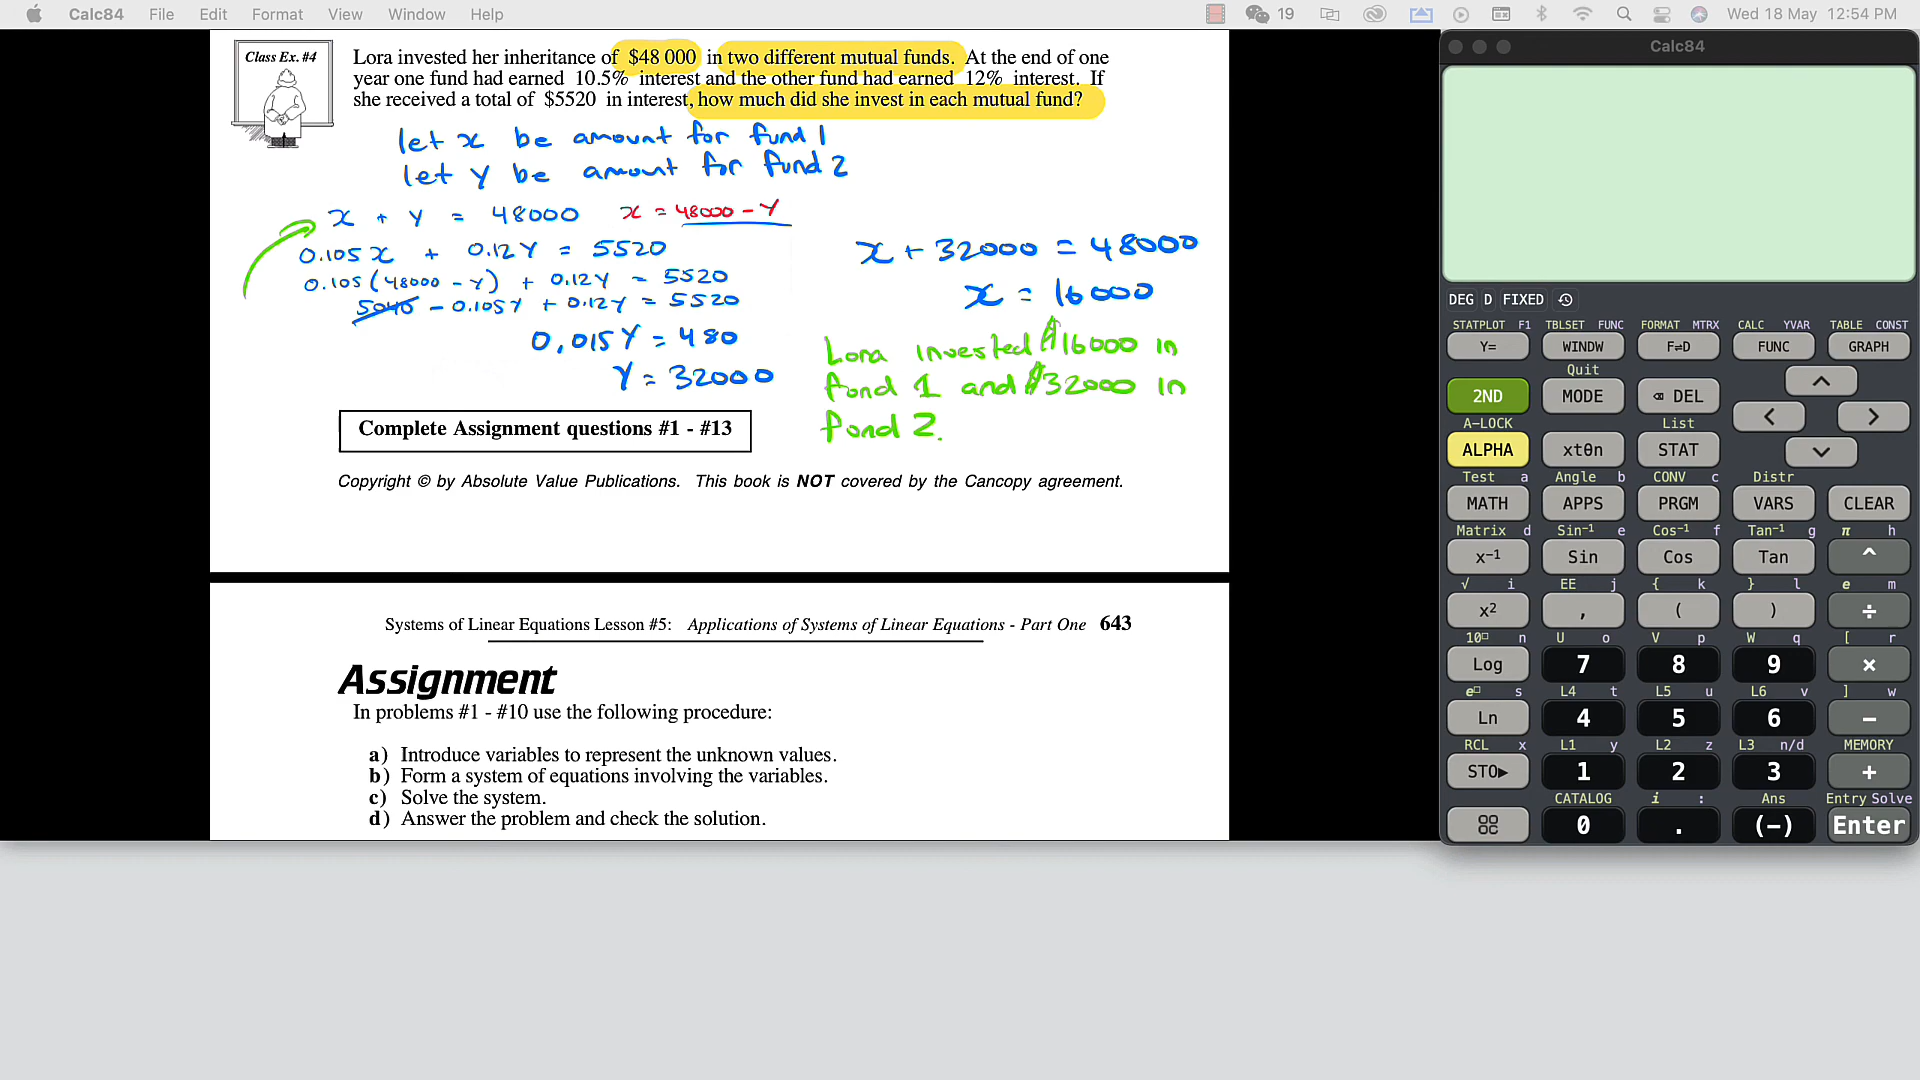 Calc84 File Edit Format View Window Help 19 Wed 18 May 12:54 PM
Class Ex. #4
Lora invested her inheritance of $48 000 in two different mutual funds. At the end of one
year one fund had earned 10.5% interest and the other fund had earned 12% interest. If
she received a total of $5520 in interest, how much did she invest in each mutual fund?
let x be amount for fund 1
let y be amount for fund 2
x + y = 48000 x = 48000 - y
0.105 x + 0.12y = 5520
0.105(48000 - y) + 0.12y = 5520
5040 - 0.105y + 0.12y = 5520
0.015y = 480
y = 32000
x + 32000 = 48000
x = 16000
Lora invested $16000 in
fund 1 and $32000 in
fund 2.
Complete Assignment questions #1 - #13
Copyright © by Absolute Value Publications. This book is NOT covered by the Cancopy agreement.
Systems of Linear Equations Lesson #5: Applications of Systems of Linear Equations - Part One 643
Assignment
In problems #1 - #10 use the following procedure:
a) Introduce variables to represent the unknown values.
b) Form a system of equations involving the variables.
c) Solve the system.
d) Answer the problem and check the solution.
Calc84
DEG D FIXED
STATPLOT F1 TBLSET FUNC FORMAT MTRX CALC YVAR TABLE CONST
Y= WINDW F⇌D FUNC GRAPH
Quit
2ND MODE ⌫ DEL
A-LOCK List
ALPHA xtθn STAT
Test a Angle b CONV c Distr
MATH APPS PRGM VARS CLEAR
Matrix d Sin⁻¹ e Cos⁻¹ f Tan⁻¹ g π h
x⁻¹ Sin Cos Tan ^
√ i EE j { k } l e m
x² , ( ) ÷
10□ n U o V p W q [ r
Log 7 8 9 ×
e□ s L4 t L5 u L6 v ] w
Ln 4 5 6 −
RCL x L1 y L2 z L3 n/d MEMORY
STO▶ 1 2 3 +
CATALOG i : Ans Entry Solve
0 . (−) Enter